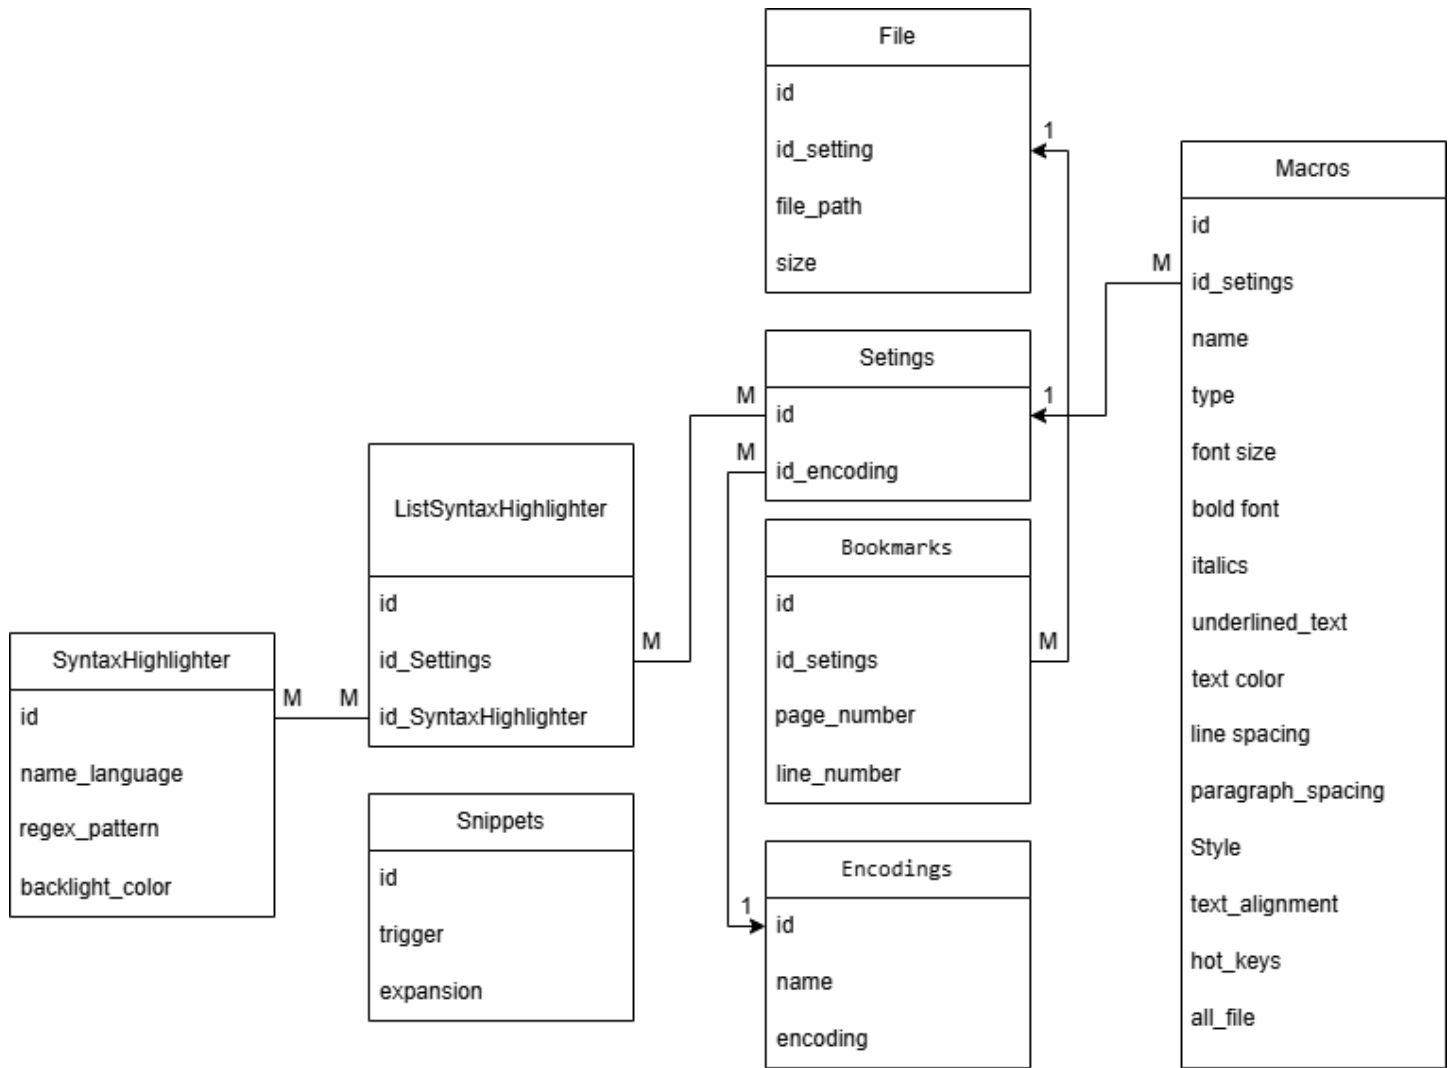 File
id
id_setting
file_path
size
1
Macros
id
M
id_setings
name
type
font size
bold font
italics
underlined_text
text color
line spacing
paragraph_spacing
Style
text_alignment
hot_keys
all_file
Setings
M
id
1
M
id_encoding
ListSyntaxHighlighter
id
id_Settings
M
id_SyntaxHighlighter
Bookmarks
id
id_setings
M
page_number
line_number
SyntaxHighlighter
id
M
M
name_language
regex_pattern
backlight_color
Snippets
id
trigger
expansion
Encodings
1
id
name
encoding